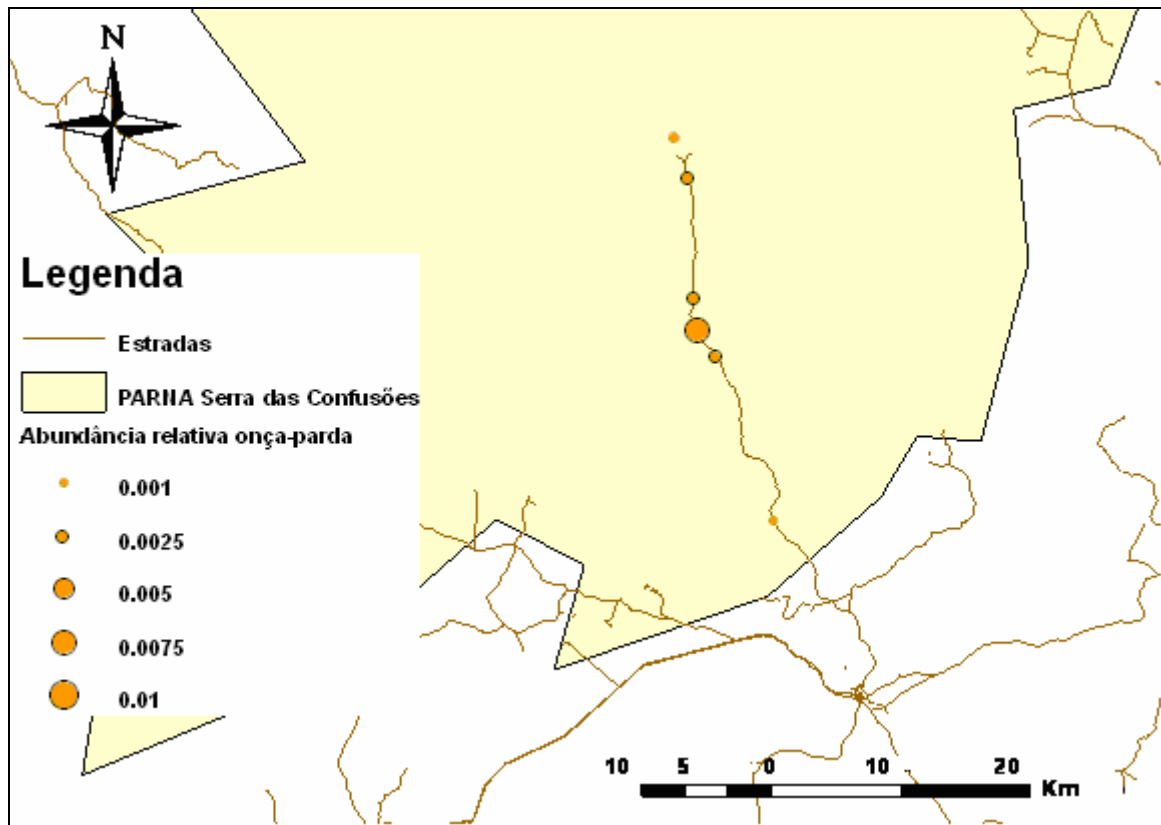 N
Legenda
Estradas
PARNA Serra das Confusões
Abundância relativa onça-parda
0.001
0.0025
0.005
0.0075
0.01
10 5 0 10 20 Km